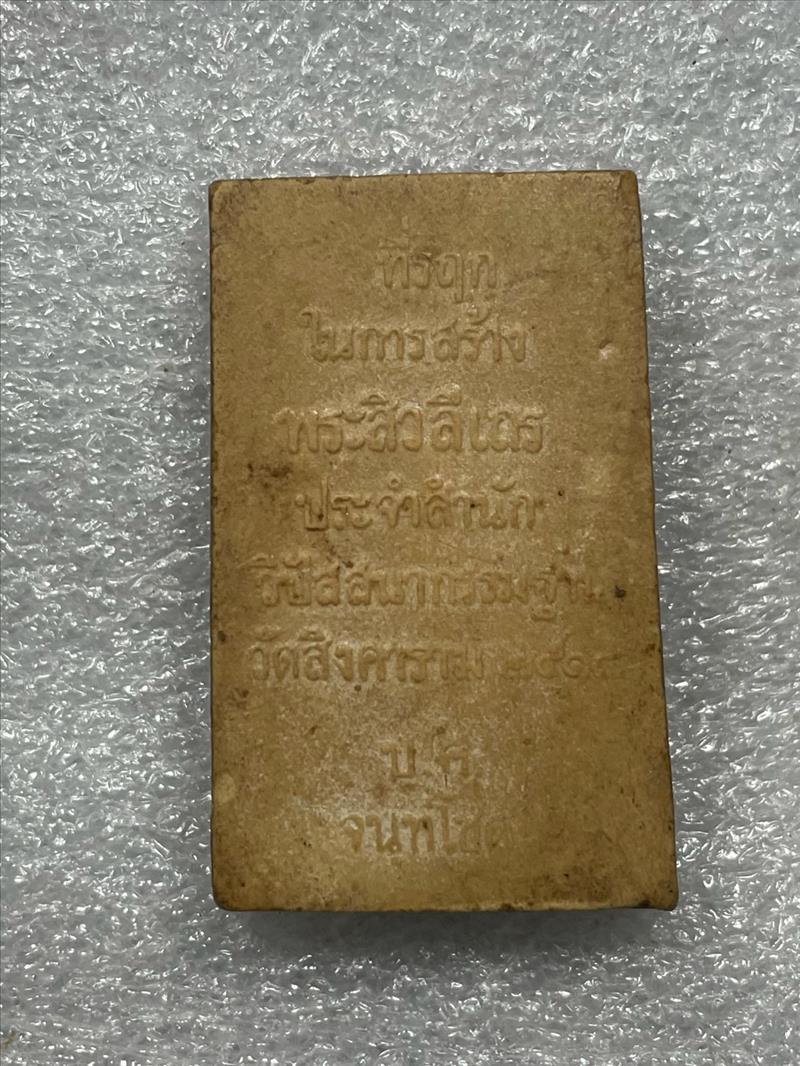 ที่รฦก
ในการสร้าง
พระสิวลีเถร
ประจำสำนัก
วิปัสสนากรรมฐาน
วัดสิงคาราม
จนฺทโชโต